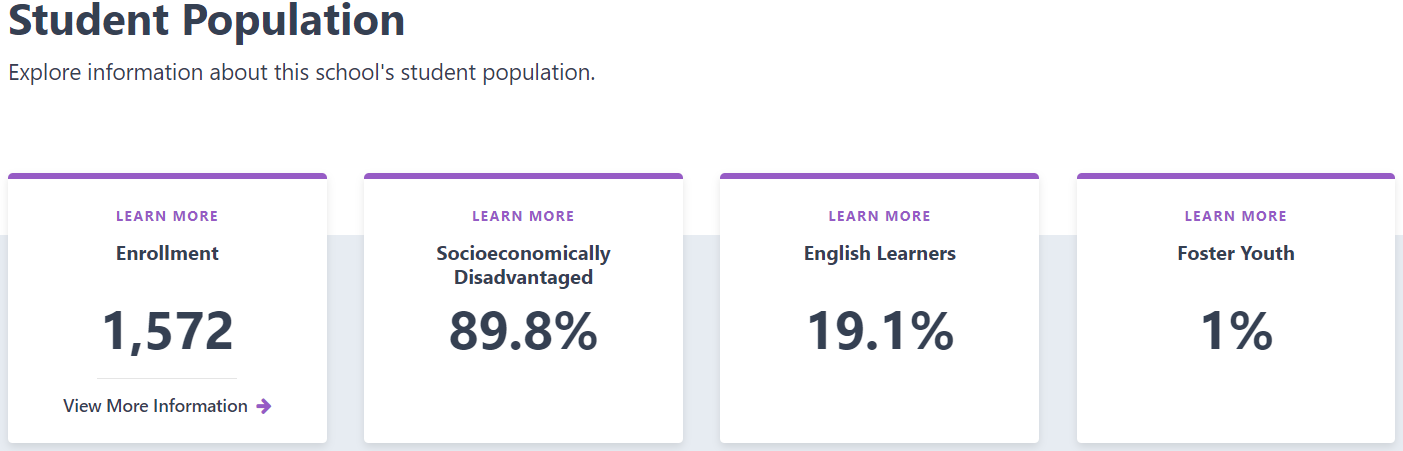 Student Population
Explore information about this school's student population.
LEARN MORE
Enrollment
1,572
View More Information
LEARN MORE
Socioeconomically
Disadvantaged
89.8%
LEARN MORE
English Learners
19.1%
LEARN MORE
Foster Youth
1%